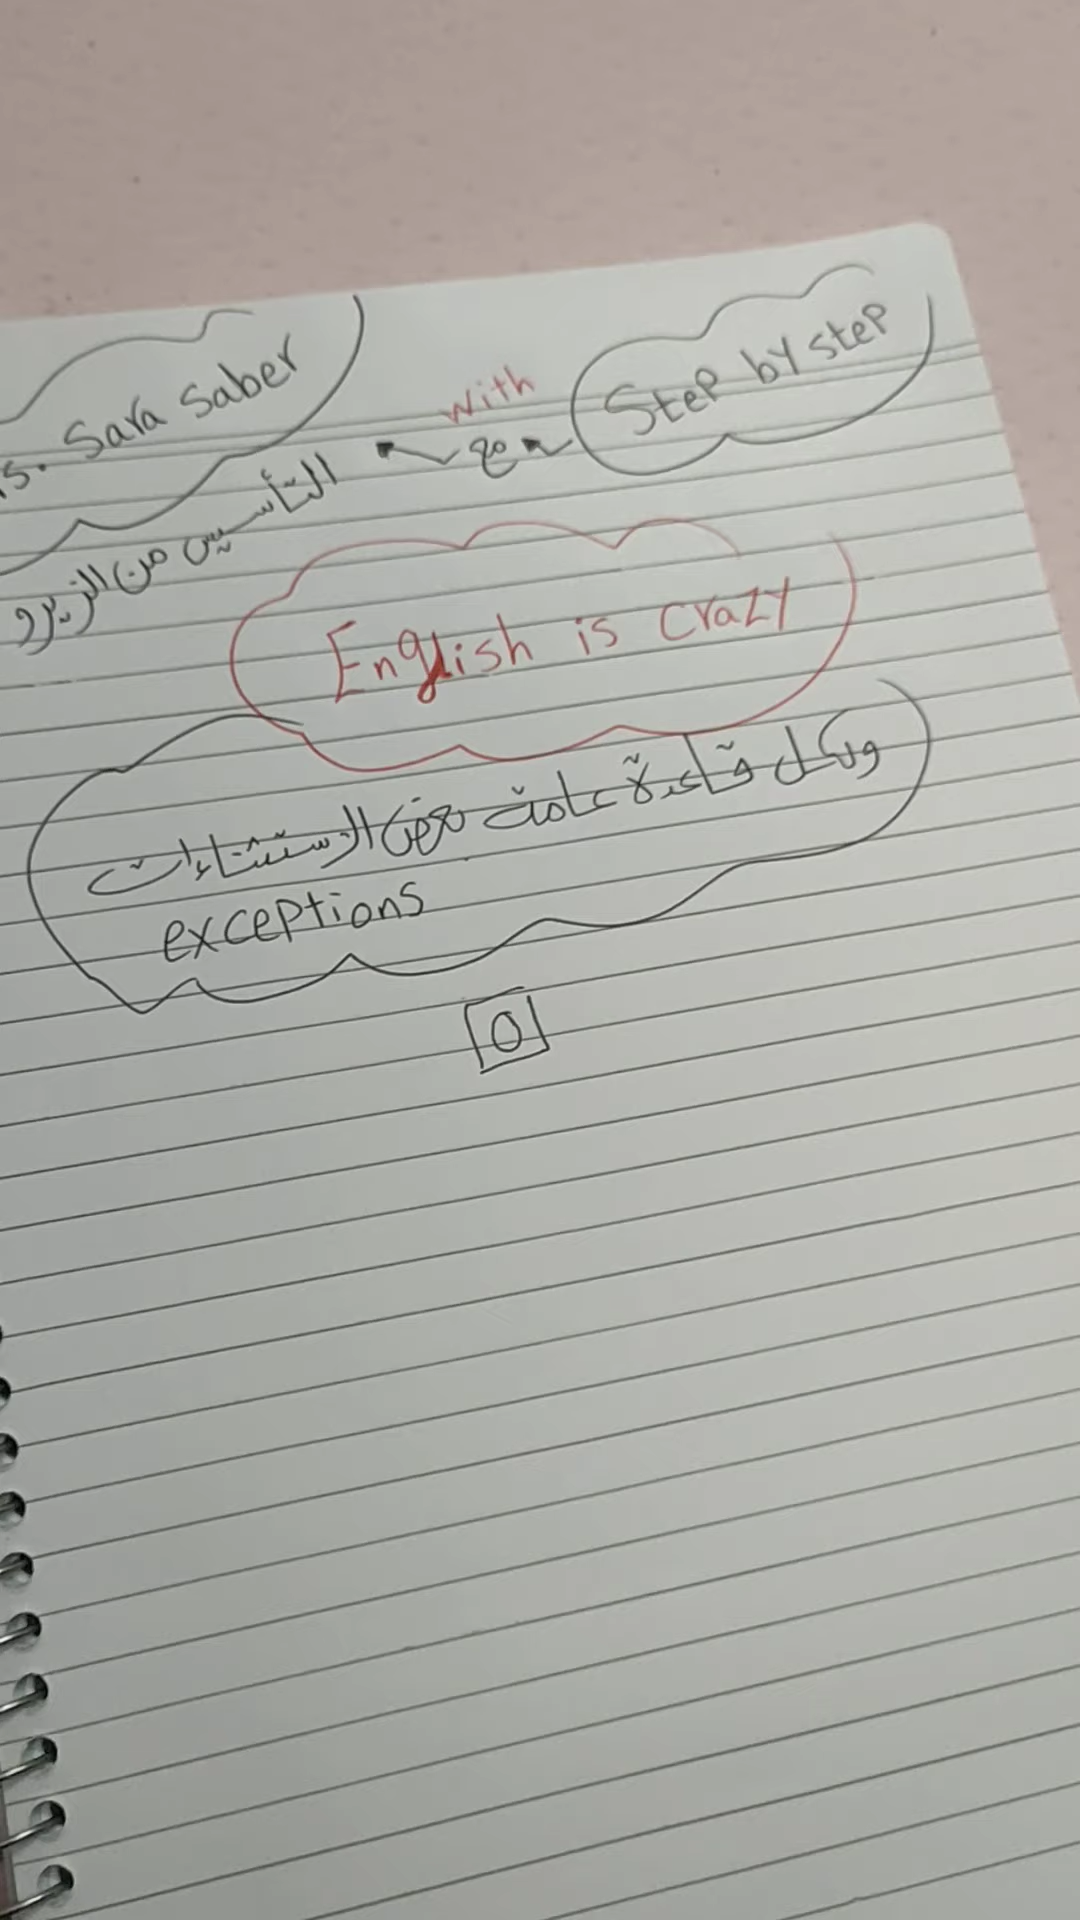 Step by step
with
مع
s. Sara Saber
التأسيس من الزيرو
English is crazy
ولكل قاعدة عامة بعض الاستثناءات
exceptions
0